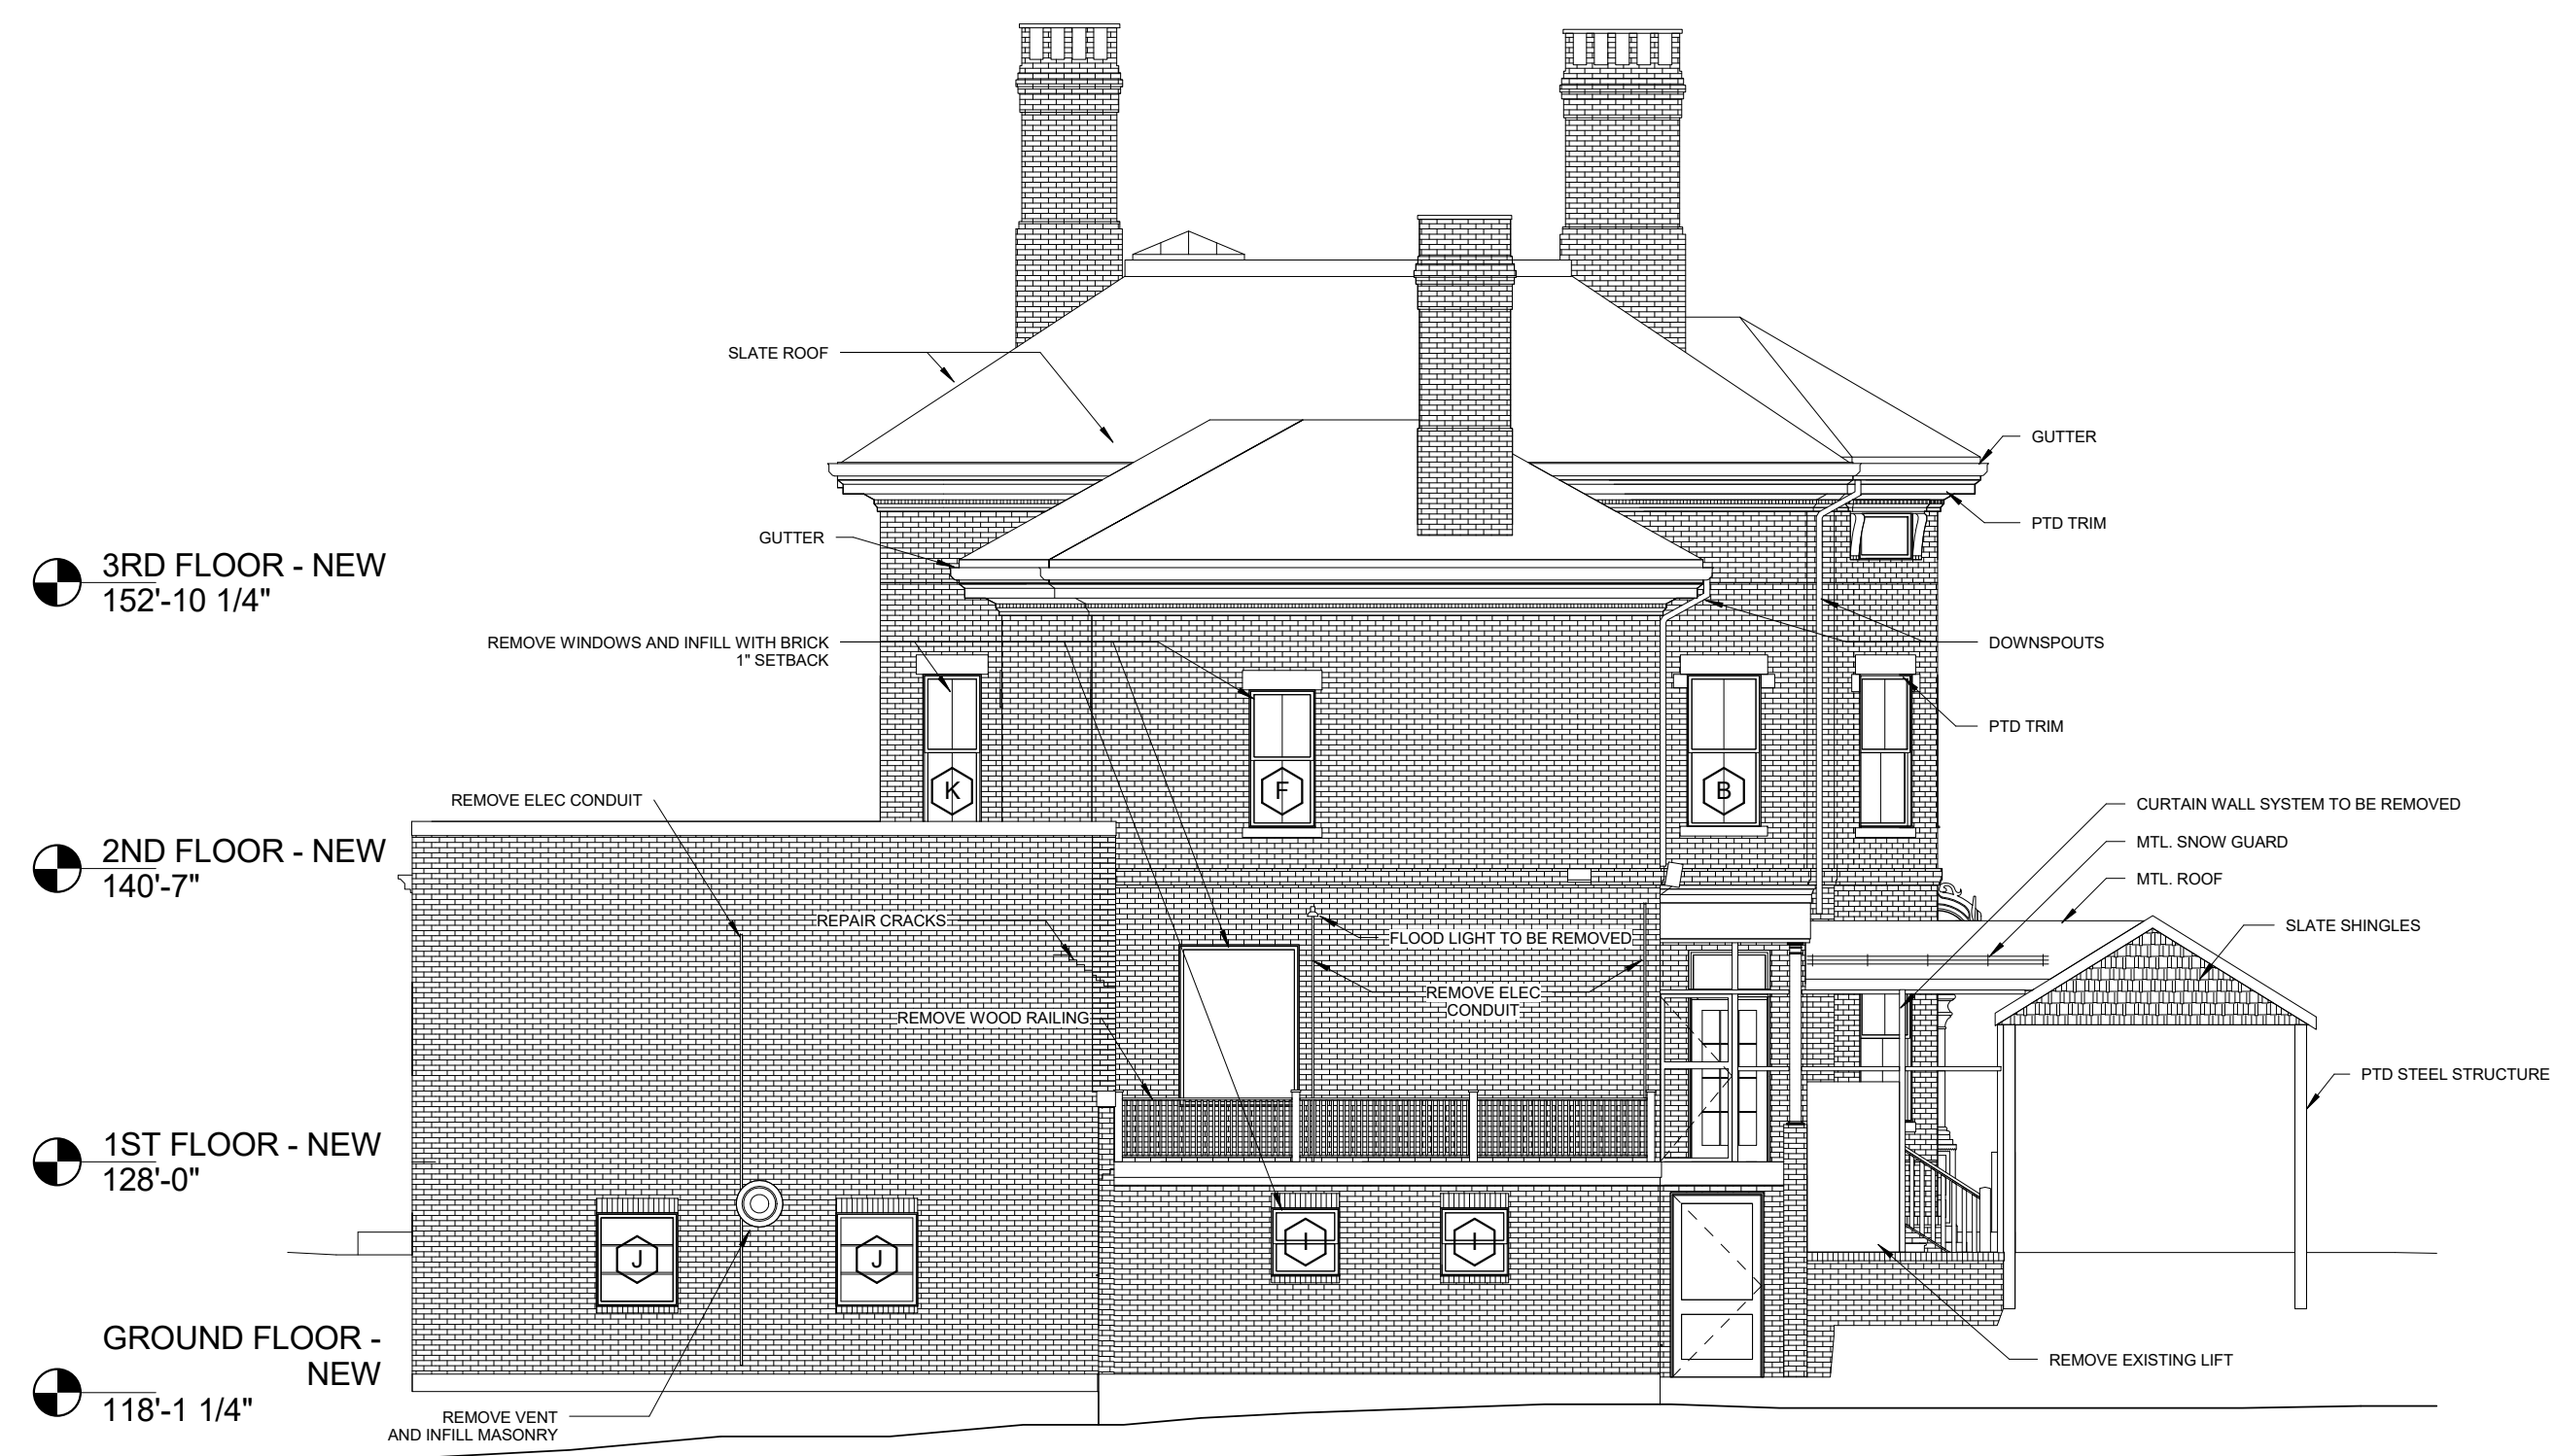 SLATE ROOF
GUTTER
PTD TRIM
GUTTER
3RD FLOOR - NEW
152'-10 1/4"
REMOVE WINDOWS AND INFILL WITH BRICK
1" SETBACK
DOWNSPOUTS
PTD TRIM
K
F
B
REMOVE ELEC CONDUIT
CURTAIN WALL SYSTEM TO BE REMOVED
MTL. SNOW GUARD
2ND FLOOR - NEW
140'-7"
MTL. ROOF
REPAIR CRACKS
SLATE SHINGLES
FLOOD LIGHT TO BE REMOVED
REMOVE ELEC
CONDUIT
REMOVE WOOD RAILING
PTD STEEL STRUCTURE
1ST FLOOR - NEW
128'-0"
J
J
I
I
GROUND FLOOR -
NEW
118'-1 1/4"
REMOVE EXISTING LIFT
REMOVE VENT
AND INFILL MASONRY